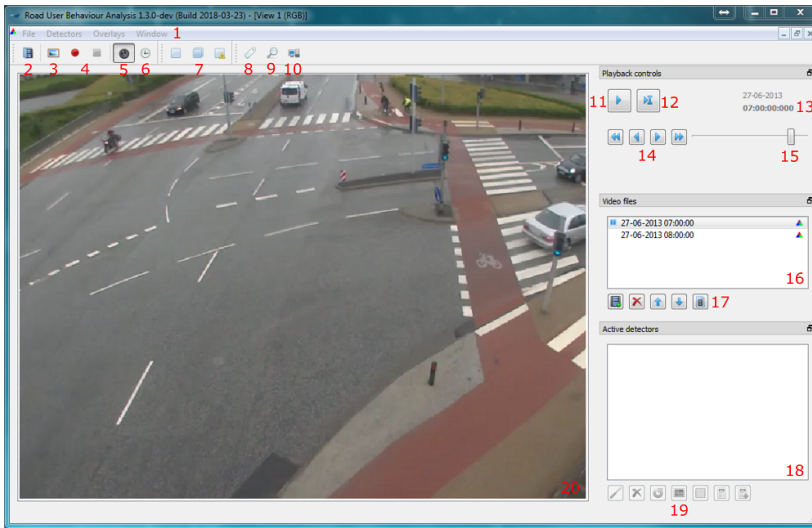 Road User Behaviour Analysis 1.3.0-dev (Build 2018-03-23) - [View 1 (RGB)]
File Detectors Overlays Window 1
2 3 4 5 6 7 8 9 10
Playback controls
11 12
27-06-2013
07:00:00:000 13
14 15
Video files
27-06-2013 07:00:00
27-06-2013 08:00:00
16
17
Active detectors
18
19
20